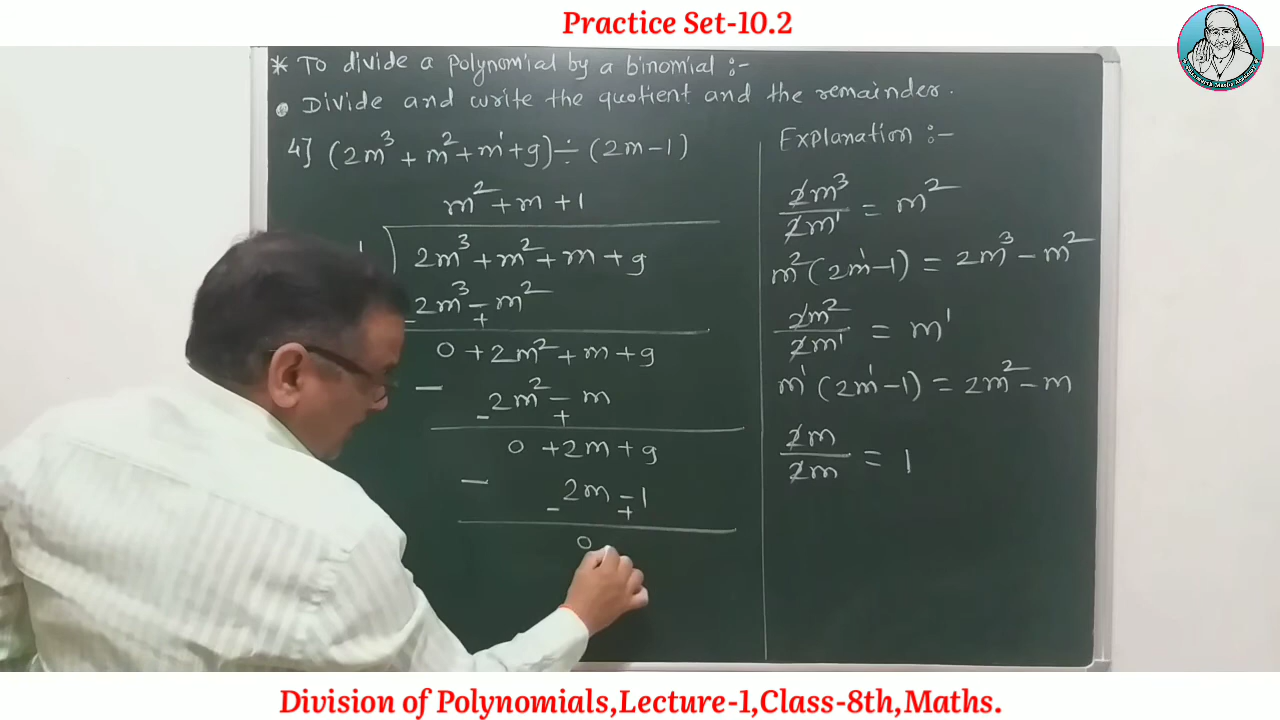 Practice Set-10.2
* To divide a polynomial by a binomial :-
• Divide and write the quotient and the remainder.
4] (2m³ + m² + m¹ + 9) ÷ (2m - 1)
m² + m + 1
1 ) 2m³ + m² + m + 9
- 2m³ - + m²
0 + 2m² + m + 9
- - 2m² - + m
0 + 2m + 9
- - 2m - + 1
0
Explanation :-
2m³ / 2m¹ = m²
m² (2m¹ - 1) = 2m³ - m²
2m² / 2m¹ = m¹
m¹ (2m¹ - 1) = 2m² - m
2m / 2m = 1
Division of Polynomials,Lecture-1,Class-8th,Maths.